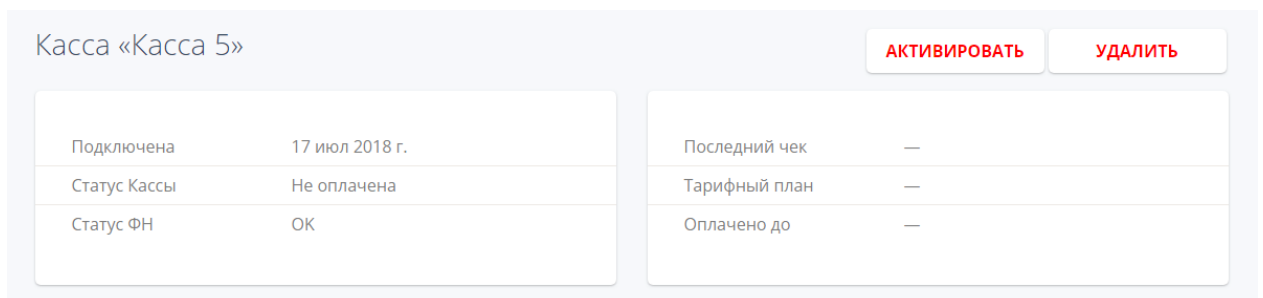 Касса «Касса 5»
АКТИВИРОВАТЬ УДАЛИТЬ
Подключена 17 июл 2018 г.
Статус Кассы Не оплачена
Статус ФН OK
Последний чек —
Тарифный план —
Оплачено до —